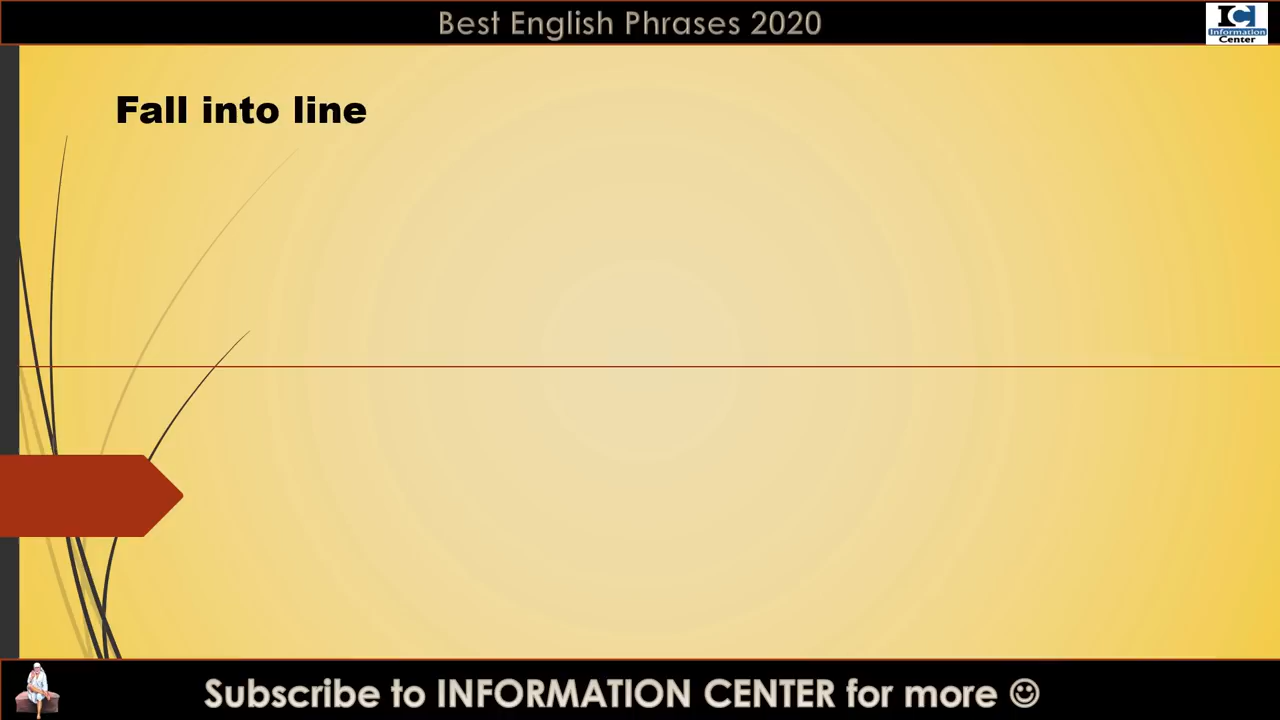 Best English Phrases 2020
IC
Information
Center
Fall into line
Subscribe to INFORMATION CENTER for more ☺